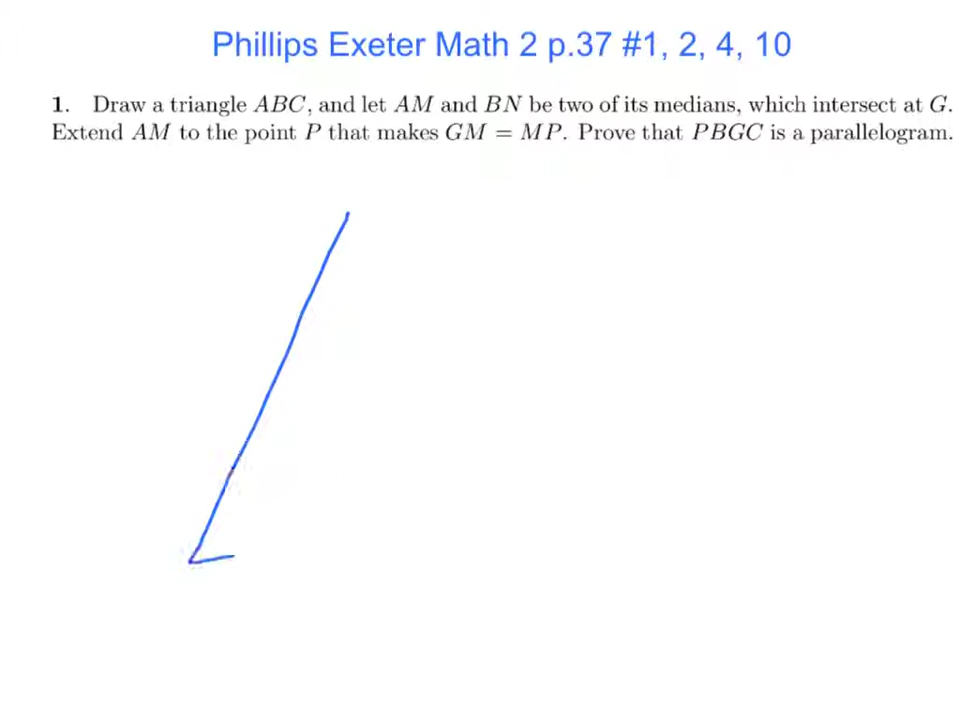 Phillips Exeter Math 2 p.37 #1, 2, 4, 10
1. Draw a triangle ABC, and let AM and BN be two of its medians, which intersect at G.
Extend AM to the point P that makes GM = MP. Prove that PBGC is a parallelogram.